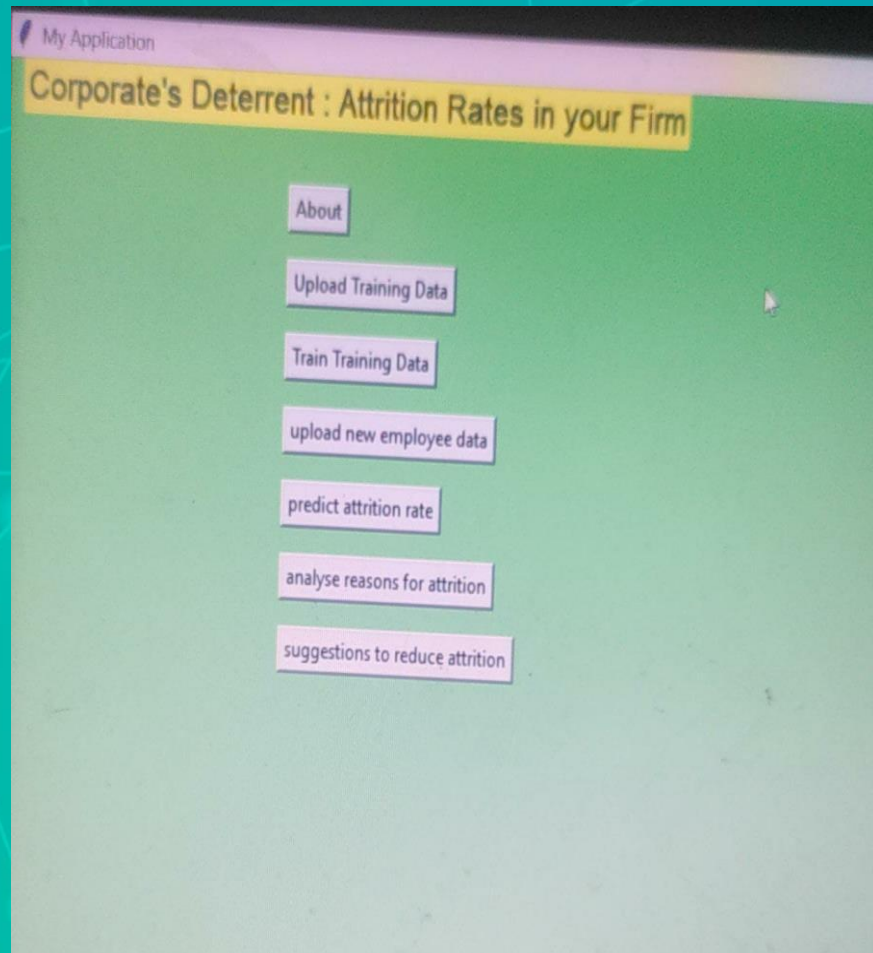 My Application
Corporate's Deterrent : Attrition Rates in your Firm
About
Upload Training Data
Train Training Data
upload new employee data
predict attrition rate
analyse reasons for attrition
suggestions to reduce attrition